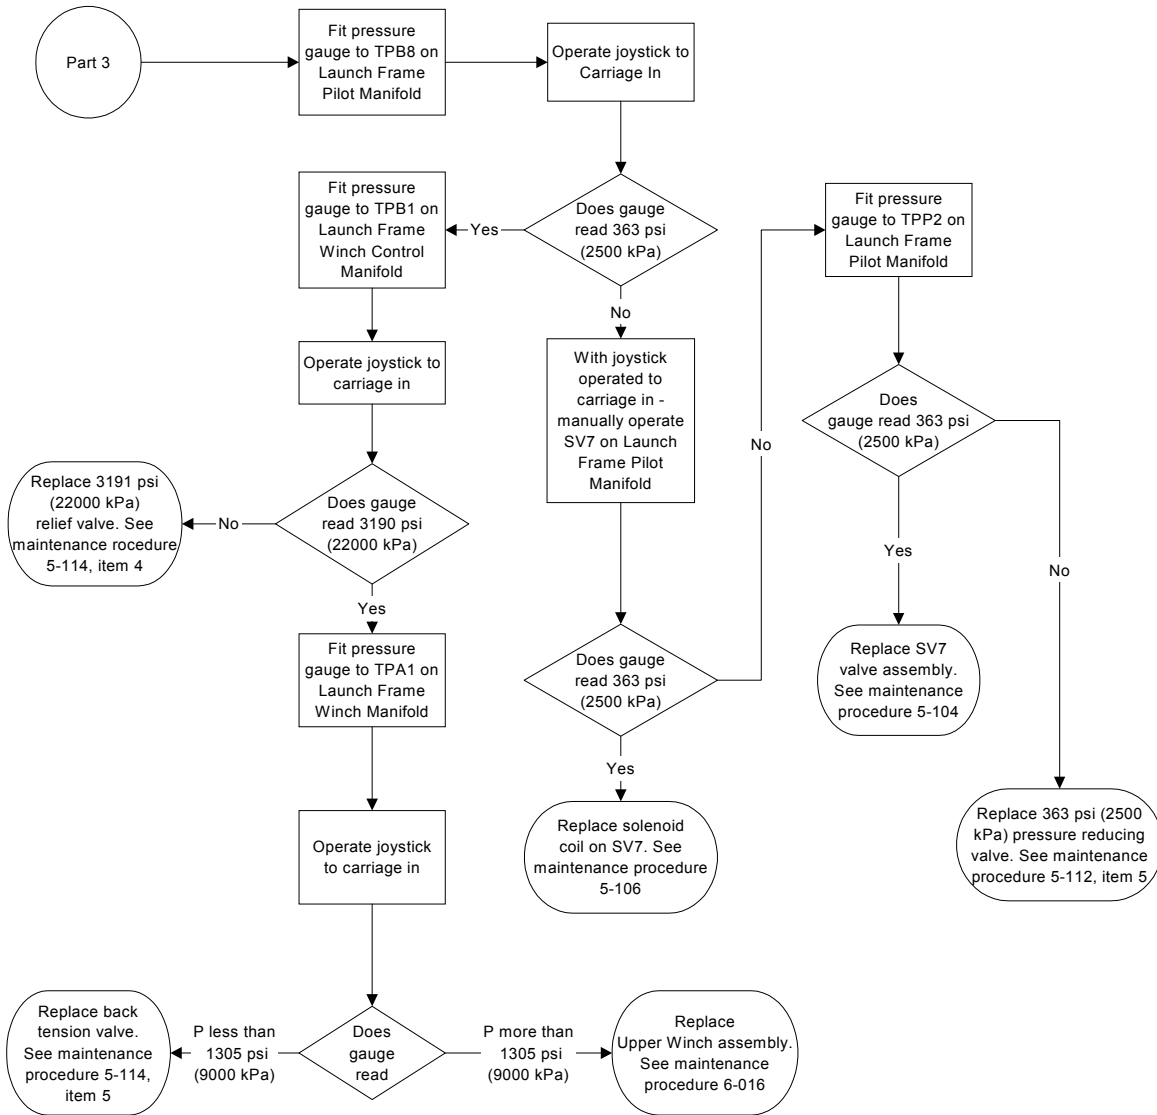 Part 3
Fit pressure
gauge to TPB8 on
Launch Frame
Pilot Manifold
Operate joystick to
Carriage In
Does gauge
read 363 psi
(2500 kPa)
Yes
Fit pressure
gauge to TPB1 on
Launch Frame
Winch Control
Manifold
Operate joystick to
carriage in
Does gauge
read 3190 psi
(22000 kPa)
No
Replace 3191 psi
(22000 kPa)
relief valve. See
maintenance rocedure
5-114, item 4
Yes
Fit pressure
gauge to TPA1 on
Launch Frame
Winch Manifold
Operate joystick
to carriage in
Does
gauge
read
P less than
1305 psi
(9000 kPa)
Replace back
tension valve.
See maintenance
procedure 5-114,
item 5
P more than
1305 psi
(9000 kPa)
Replace
Upper Winch assembly.
See maintenance
procedure 6-016
No
With joystick
operated to
carriage in -
manually operate
SV7 on Launch
Frame Pilot
Manifold
Does gauge
read 363 psi
(2500 kPa)
Yes
Replace solenoid
coil on SV7. See
maintenance procedure
5-106
No
Fit pressure
gauge to TPP2 on
Launch Frame
Pilot Manifold
Does
gauge read 363 psi
(2500 kPa)
Yes
Replace SV7
valve assembly.
See maintenance
procedure 5-104
No
Replace 363 psi (2500
kPa) pressure reducing
valve. See maintenance
procedure 5-112, item 5